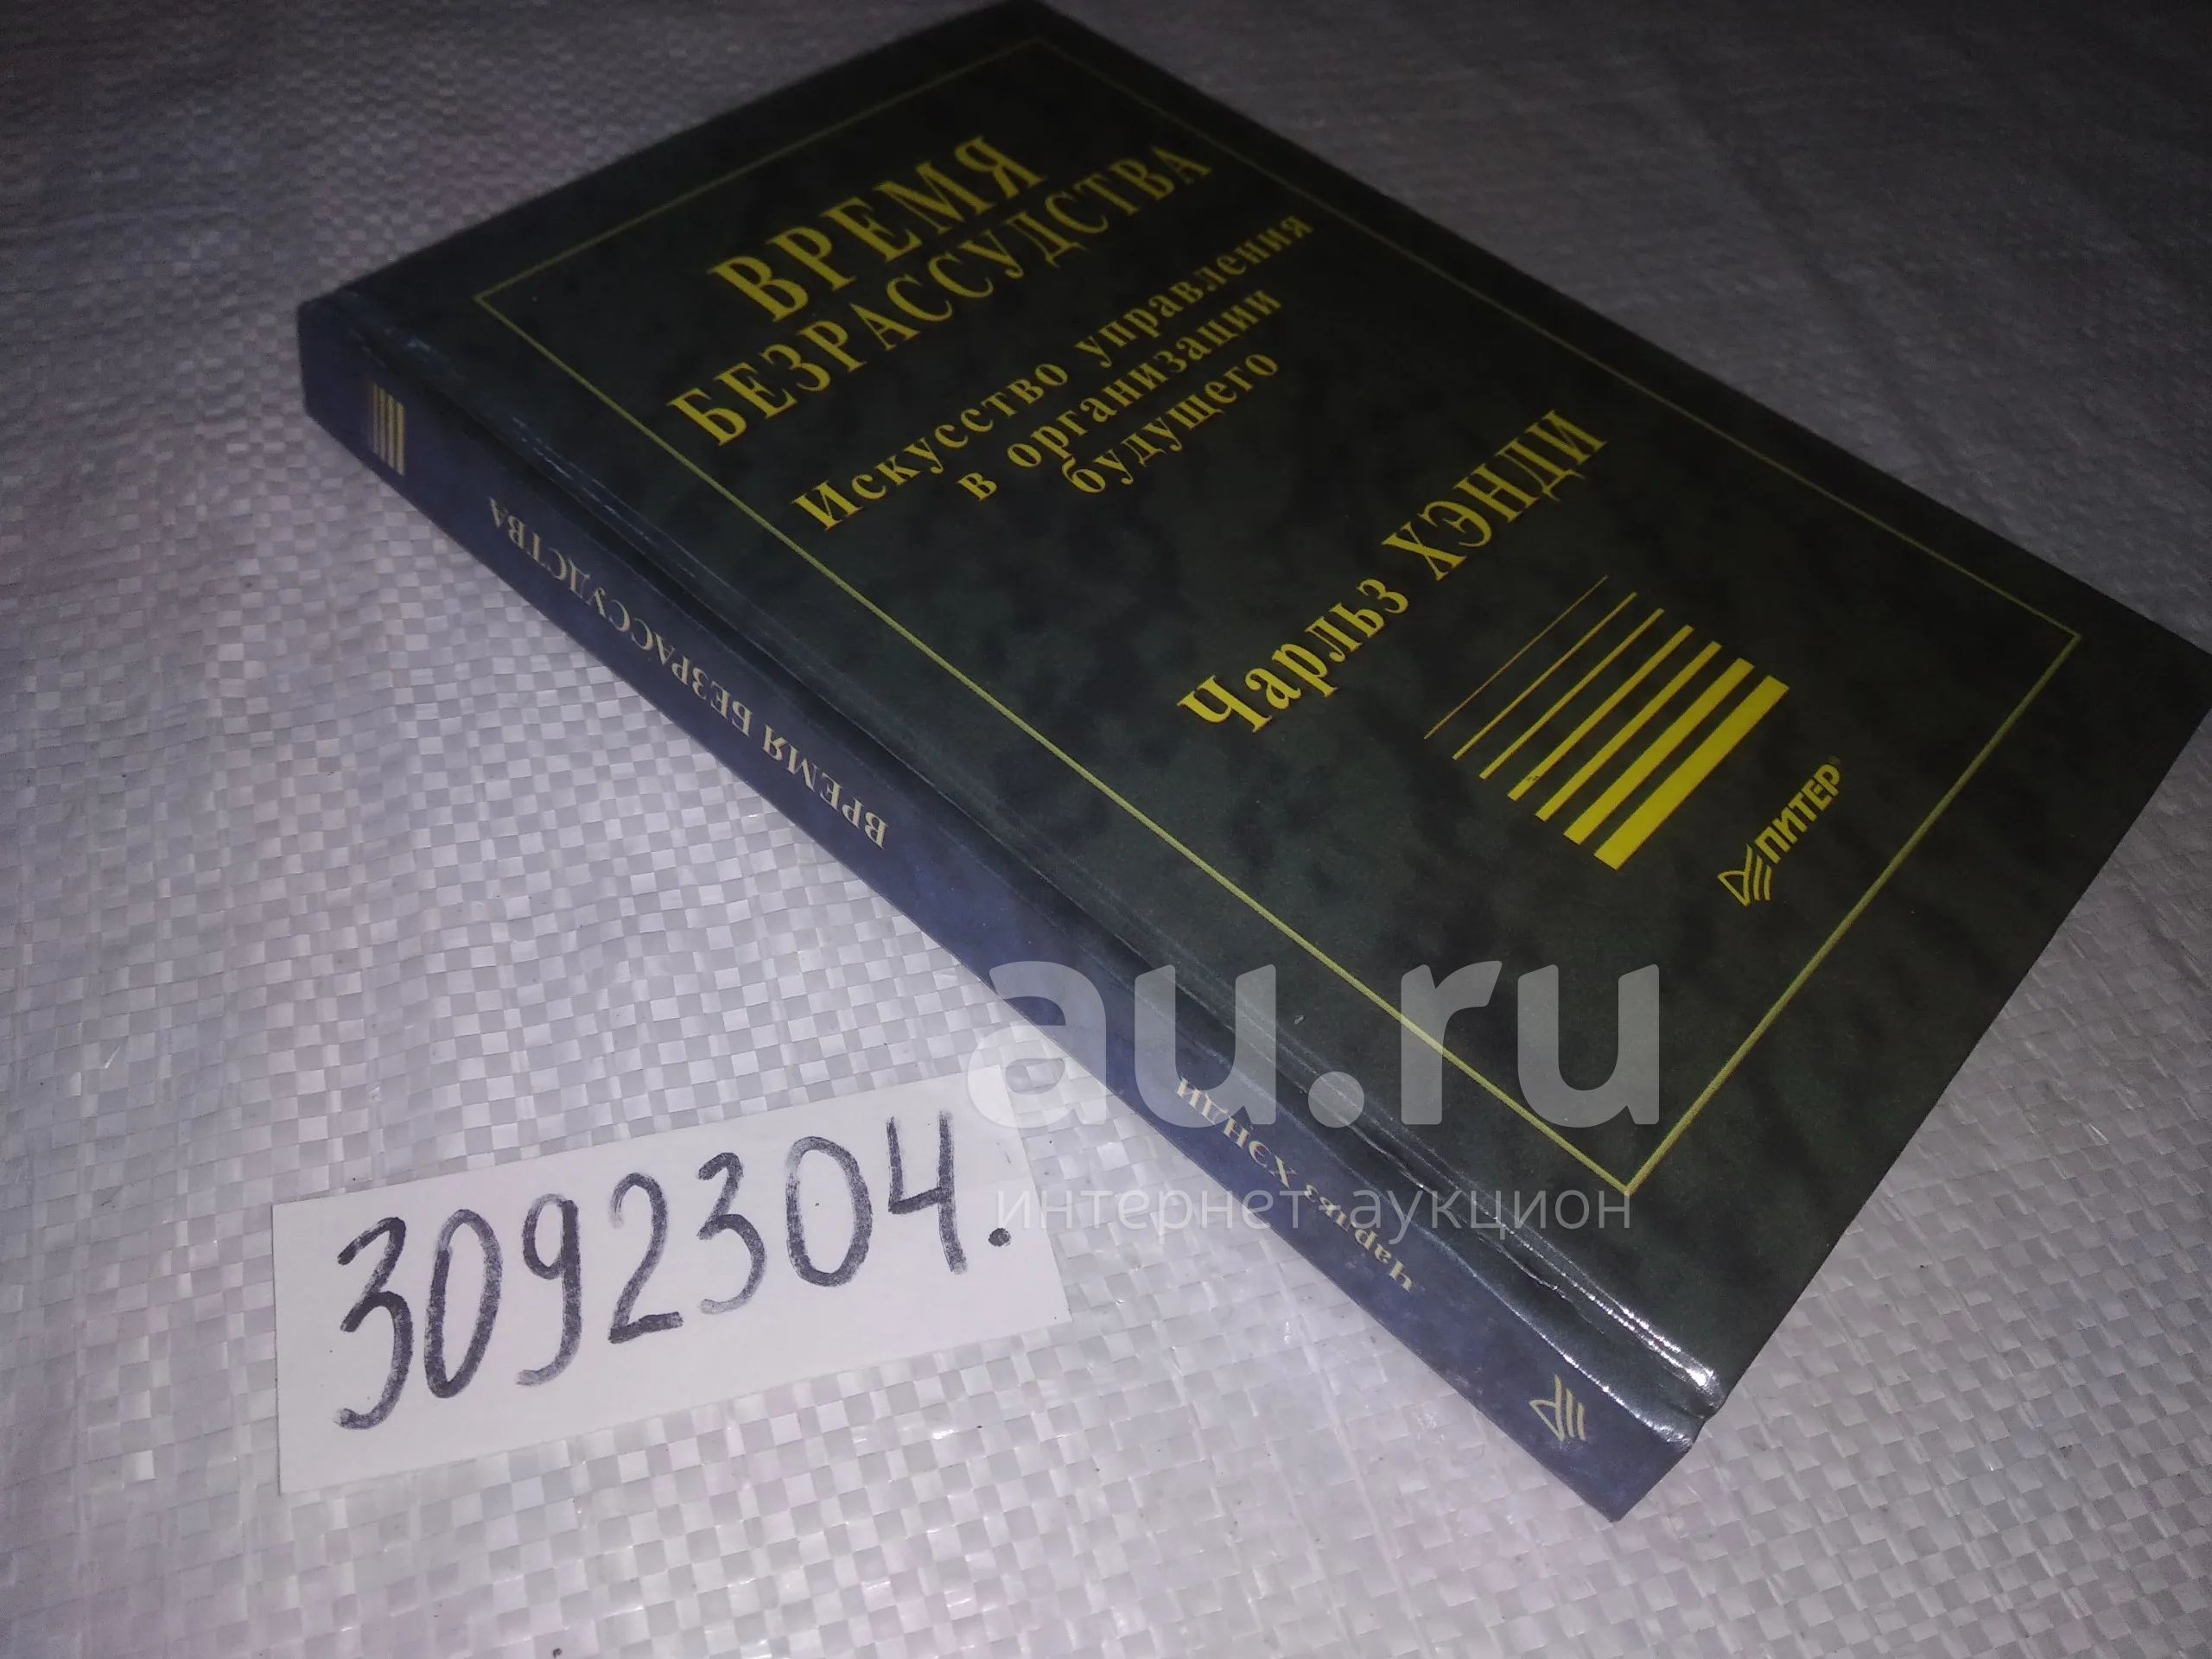 ВРЕМЯ
БЕЗРАССУДСТВА
Искусство управления
в организации
будущего
Чарльз ХЭНДИ
ПИТЕР®
ВРЕМЯ БЕЗРАССУДСТВА
Чарльз ХЭНДИ
3092304.
au.ru
интернет-аукцион